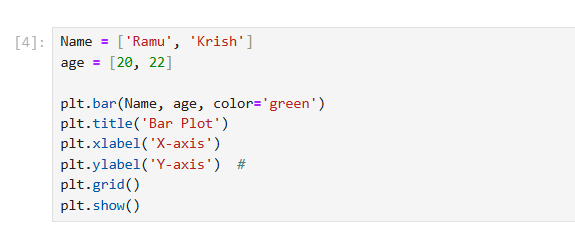 [4]: Name = ['Ramu', 'Krish']
age = [20, 22]
plt.bar(Name, age, color='green')
plt.title('Bar Plot')
plt.xlabel('X-axis')
plt.ylabel('Y-axis')  #
plt.grid()
plt.show()